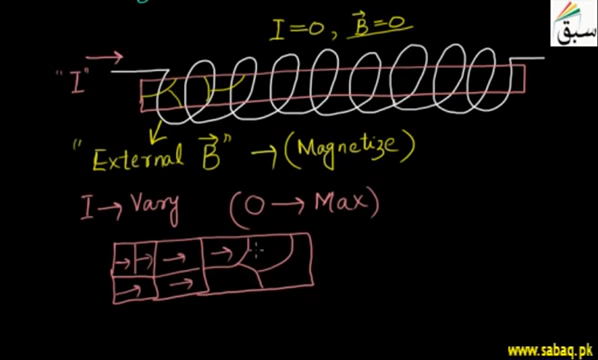 I=0, B⃗=0
سبق
"I"
"External B⃗" → (Magnetize)
I → Vary (0 → Max)
www.sabaq.pk